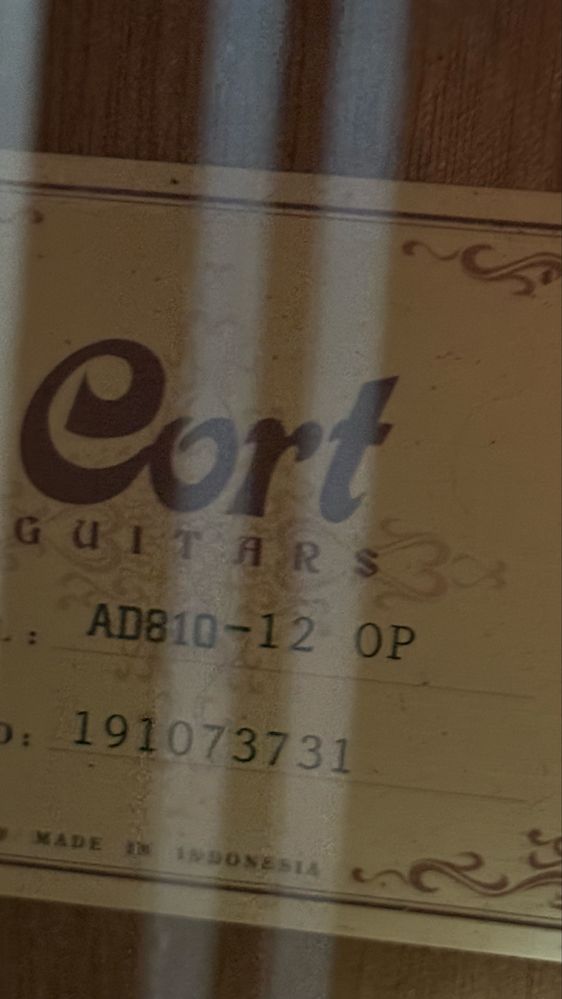 Cort
GUITARS
L: AD810-12 OP
O: 191073731
MADE IN INDONESIA